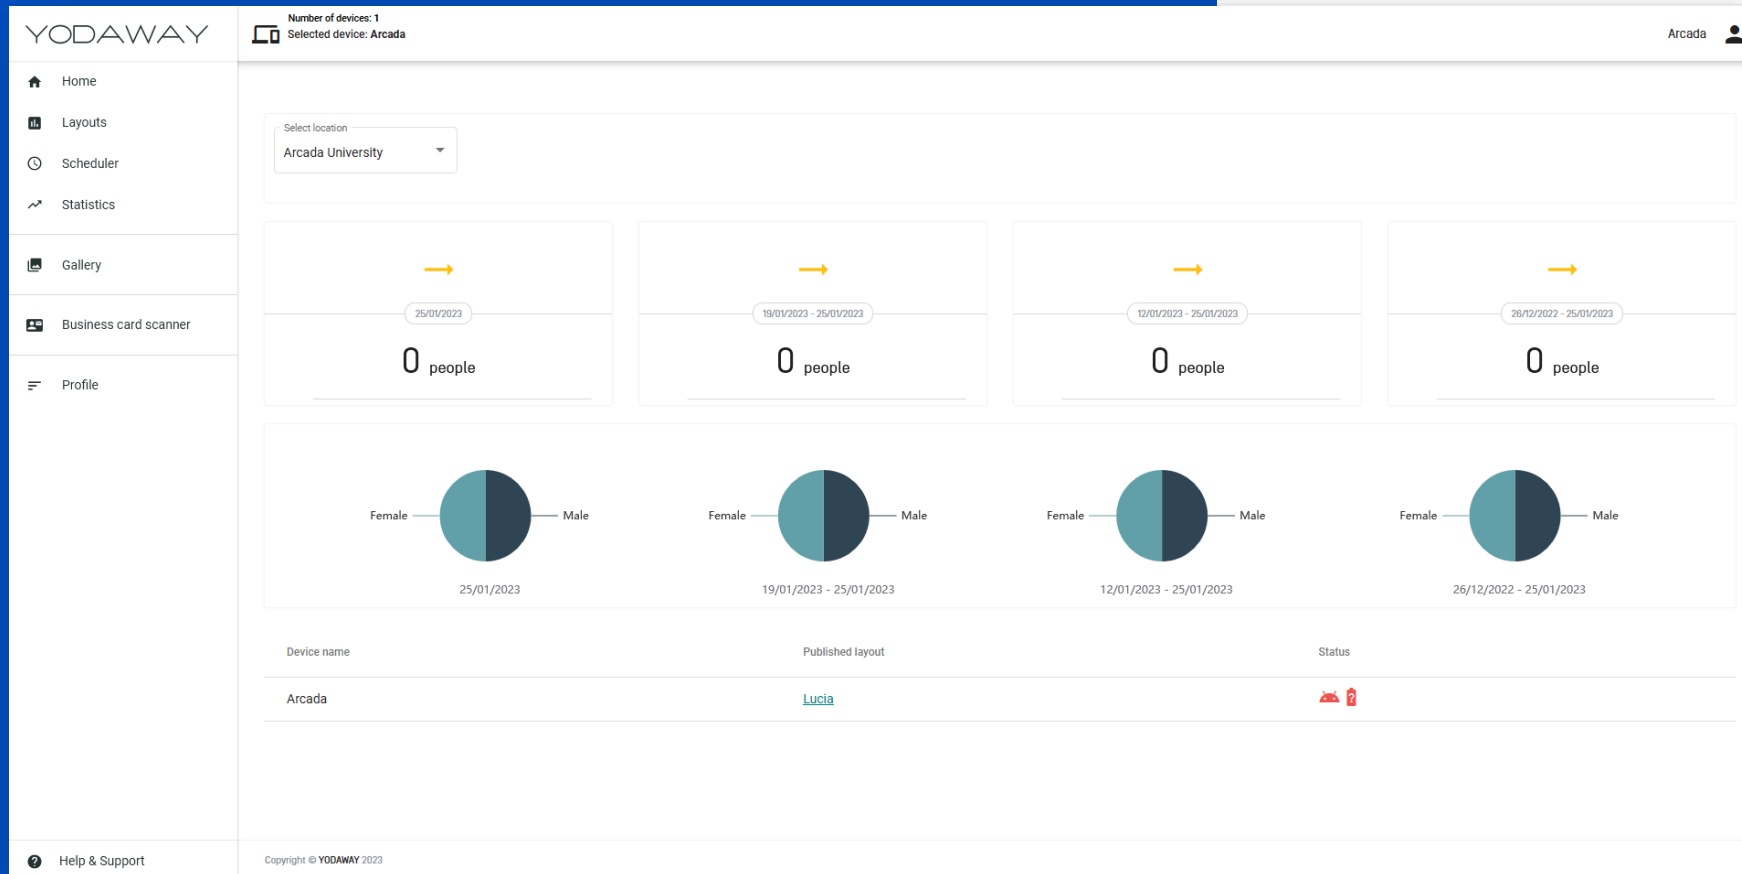 YODAWAY
Number of devices: 1
Selected device: Arcada
Arcada
Home
Layouts
Scheduler
Statistics
Gallery
Business card scanner
Profile
Help & Support
Select location
Arcada University
25/01/2023
0 people
19/01/2023 - 25/01/2023
0 people
12/01/2023 - 25/01/2023
0 people
26/12/2022 - 25/01/2023
0 people
Female Male
25/01/2023
Female Male
19/01/2023 - 25/01/2023
Female Male
12/01/2023 - 25/01/2023
Female Male
26/12/2022 - 25/01/2023
Device name Published layout Status
Arcada Lucia
Copyright © YODAWAY 2023